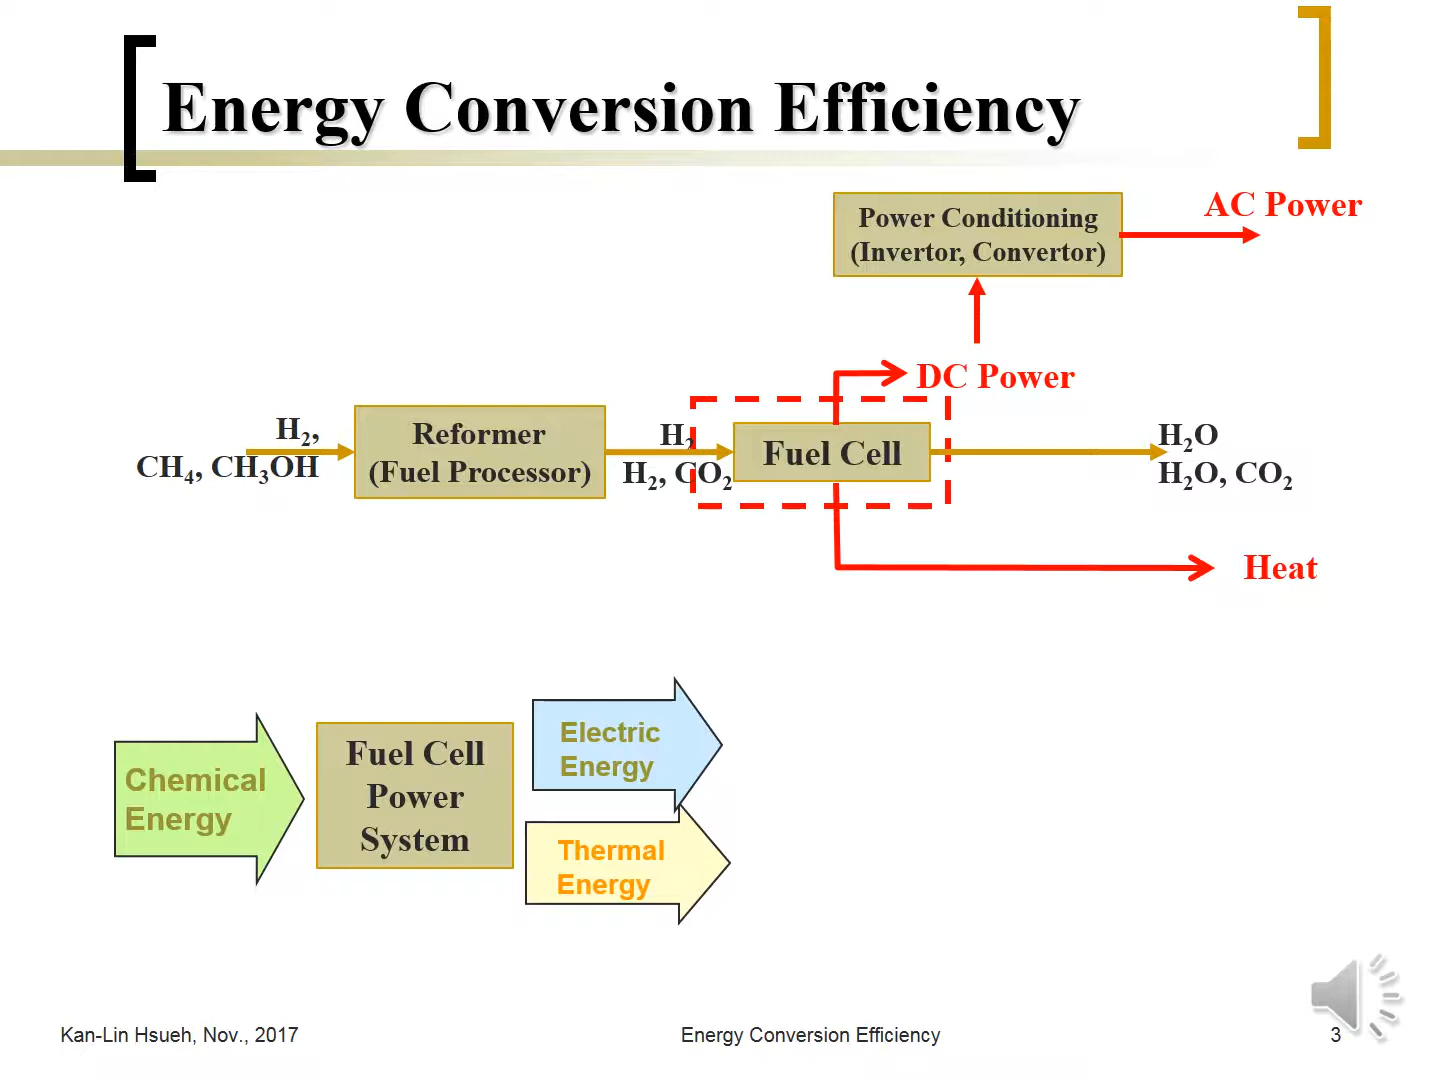 Energy Conversion Efficiency
AC Power
Power Conditioning
(Invertor, Convertor)
DC Power
H₂,
CH₄, CH₃OH
Reformer
(Fuel Processor)
H₂
H₂, CO₂
Fuel Cell
H₂O
H₂O, CO₂
Heat
Chemical
Energy
Fuel Cell
Power
System
Electric
Energy
Thermal
Energy
Kan-Lin Hsueh, Nov., 2017
Energy Conversion Efficiency
3